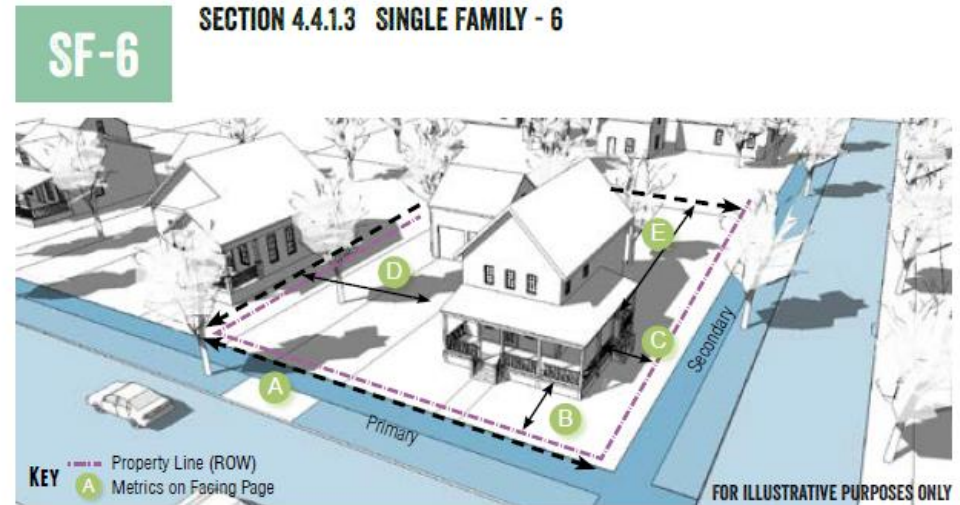 SF-6
SECTION 4.4.1.3 SINGLE FAMILY - 6
E
D
C
Secondary
A
B
Primary
KEY
Property Line (ROW)
A Metrics on Facing Page
FOR ILLUSTRATIVE PURPOSES ONLY